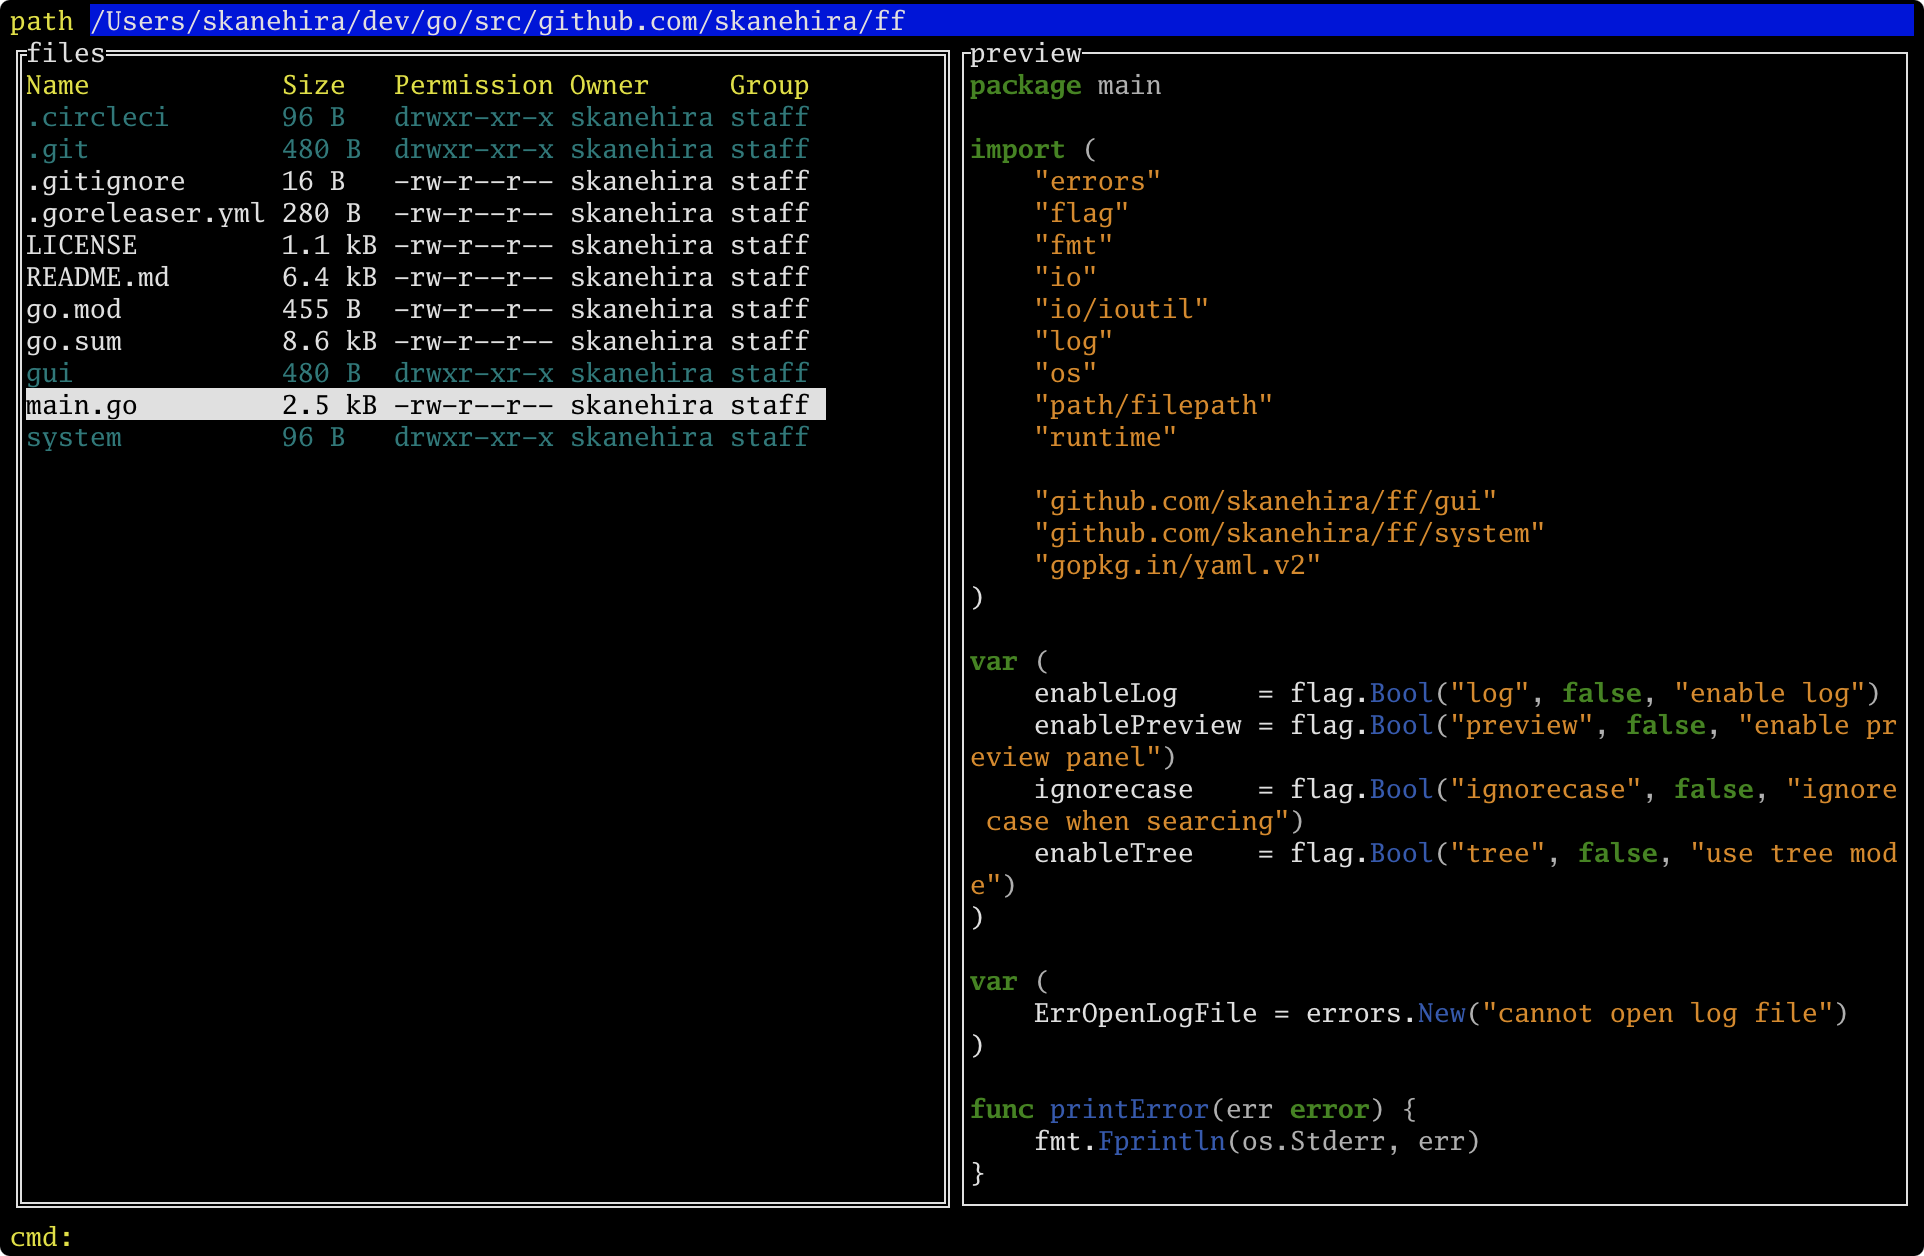 path /Users/skanehira/dev/go/src/github.com/skanehira/ff
files
Name Size Permission Owner Group
.circleci 96 B drwxr-xr-x skanehira staff
.git 480 B drwxr-xr-x skanehira staff
.gitignore 16 B -rw-r--r-- skanehira staff
.goreleaser.yml 280 B -rw-r--r-- skanehira staff
LICENSE 1.1 kB -rw-r--r-- skanehira staff
README.md 6.4 kB -rw-r--r-- skanehira staff
go.mod 455 B -rw-r--r-- skanehira staff
go.sum 8.6 kB -rw-r--r-- skanehira staff
gui 480 B drwxr-xr-x skanehira staff
main.go 2.5 kB -rw-r--r-- skanehira staff
system 96 B drwxr-xr-x skanehira staff
preview
package main
import (
    "errors"
    "flag"
    "fmt"
    "io"
    "io/ioutil"
    "log"
    "os"
    "path/filepath"
    "runtime"
    "github.com/skanehira/ff/gui"
    "github.com/skanehira/ff/system"
    "gopkg.in/yaml.v2"
)
var (
    enableLog     = flag.Bool("log", false, "enable log")
    enablePreview = flag.Bool("preview", false, "enable pr
eview panel")
    ignorecase    = flag.Bool("ignorecase", false, "ignore
 case when searcing")
    enableTree    = flag.Bool("tree", false, "use tree mod
e")
)
var (
    ErrOpenLogFile = errors.New("cannot open log file")
)
func printError(err error) {
    fmt.Fprintln(os.Stderr, err)
}
cmd: